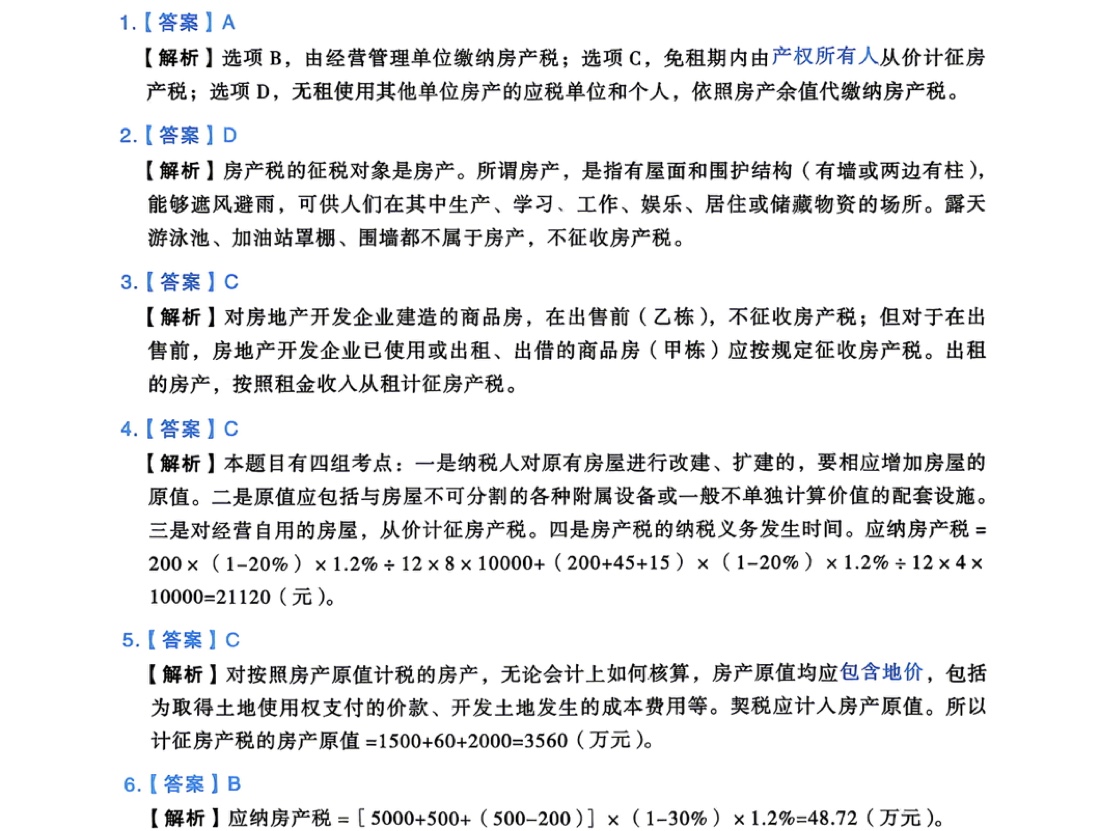 1.【答案】A
【解析】选项 B，由经营管理单位缴纳房产税；选项 C，免租期内由产权所有人从价计征房
产税；选项 D，无租使用其他单位房产的应税单位和个人，依照房产余值代缴纳房产税。
2.【答案】D
【解析】房产税的征税对象是房产。所谓房产，是指有屋面和围护结构（有墙或两边有柱），
能够遮风避雨，可供人们在其中生产、学习、工作、娱乐、居住或储藏物资的场所。露天
游泳池、加油站罩棚、围墙都不属于房产，不征收房产税。
3.【答案】C
【解析】对房地产开发企业建造的商品房，在出售前（乙栋），不征收房产税；但对于在出
售前，房地产开发企业已使用或出租、出借的商品房（甲栋）应按规定征收房产税。出租
的房产，按照租金收入从租计征房产税。
4.【答案】C
【解析】本题目有四组考点：一是纳税人对原有房屋进行改建、扩建的，要相应增加房屋的
原值。二是原值应包括与房屋不可分割的各种附属设备或一般不单独计算价值的配套设施。
三是对经营自用的房屋，从价计征房产税。四是房产税的纳税义务发生时间。应纳房产税 =
200 ×（1-20%）× 1.2% ÷ 12 × 8 × 10000+（200+45+15）×（1-20%）× 1.2% ÷ 12 × 4 ×
10000=21120（元）。
5.【答案】C
【解析】对按照房产原值计税的房产，无论会计上如何核算，房产原值均应包含地价，包括
为取得土地使用权支付的价款、开发土地发生的成本费用等。契税应计入房产原值。所以
计征房产税的房产原值 =1500+60+2000=3560（万元）。
6.【答案】B
【解析】应纳房产税 = [ 5000+500+（500-200）] ×（1-30%）× 1.2%=48.72（万元）。